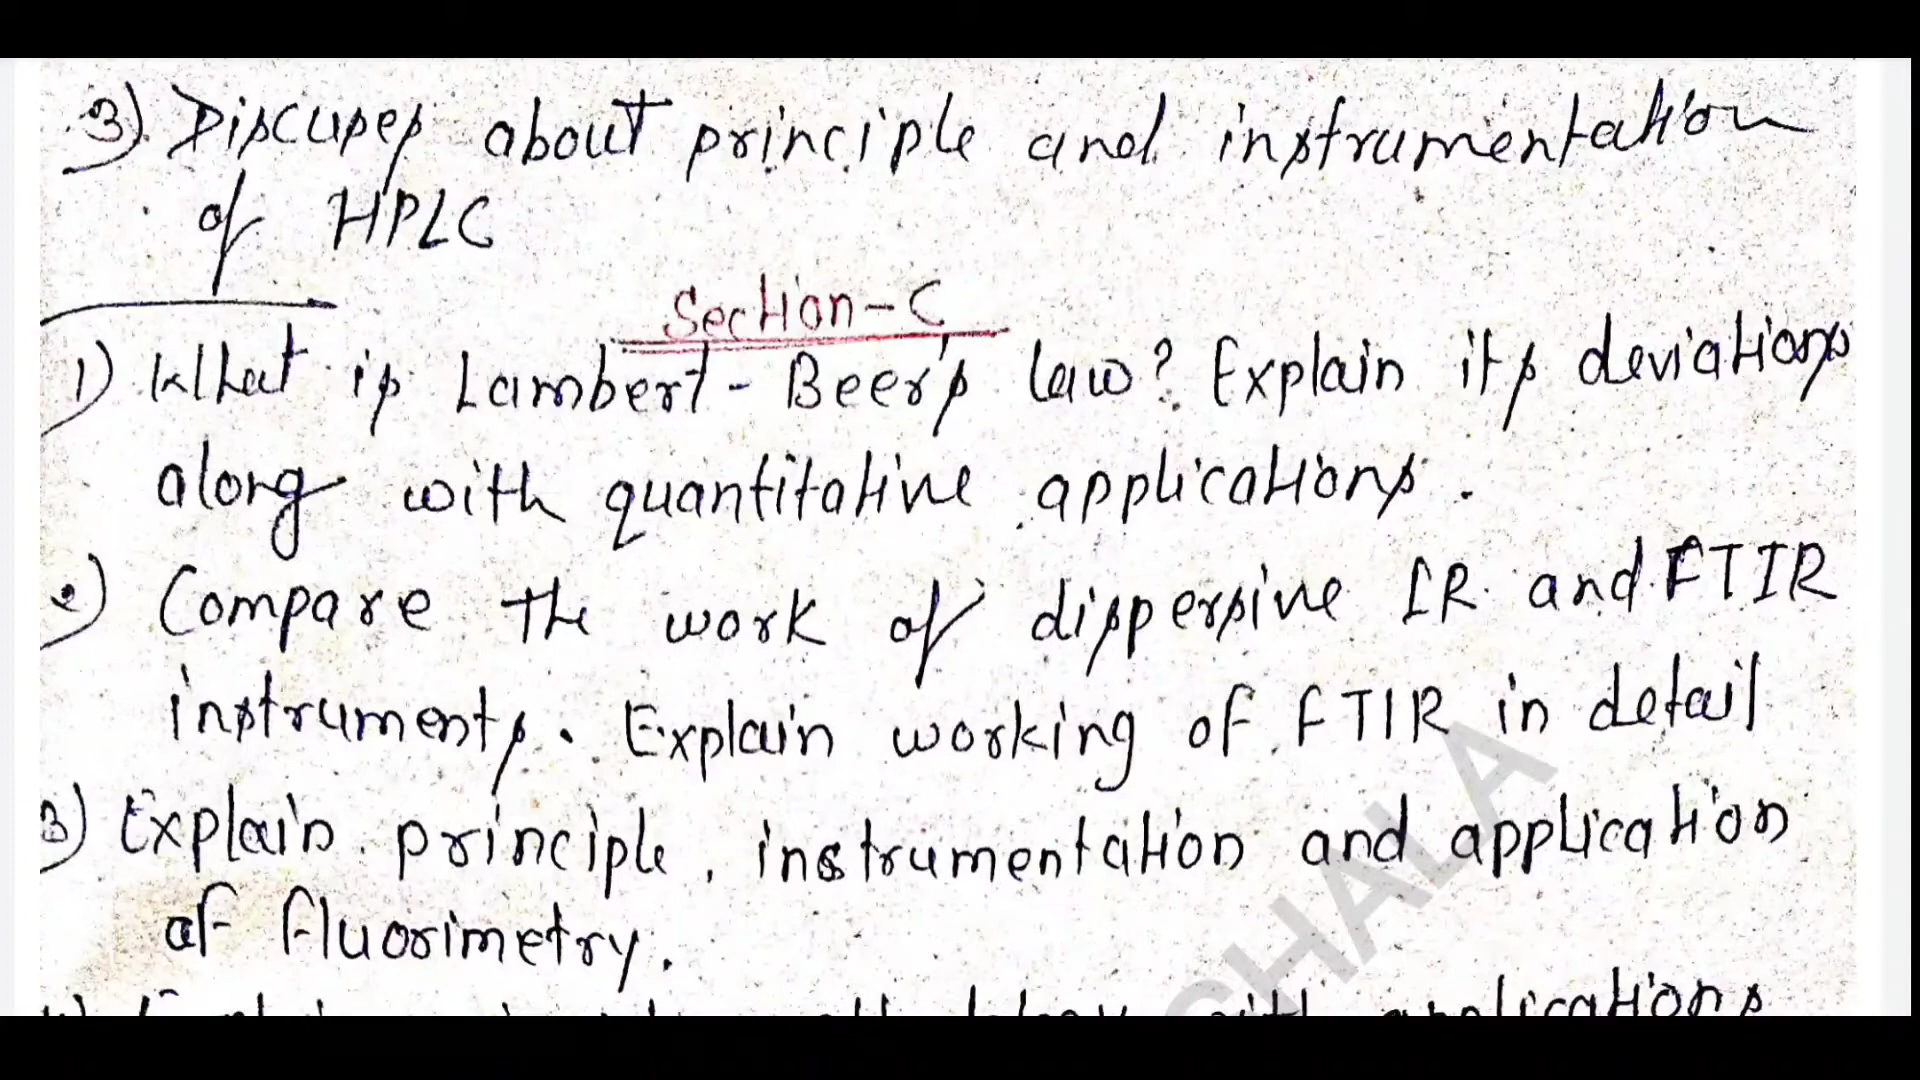 3) Discuses about principle and instrumentation
of HPLC
Section-C
1) What is Lambert-Beer's law? Explain its deviations
along with quantitative applications.
2) Compare the work of dispersive IR and FTIR
instruments. Explain working of FTIR in detail
3) Explain principle, instrumentation and application
of fluorimetry.
applications